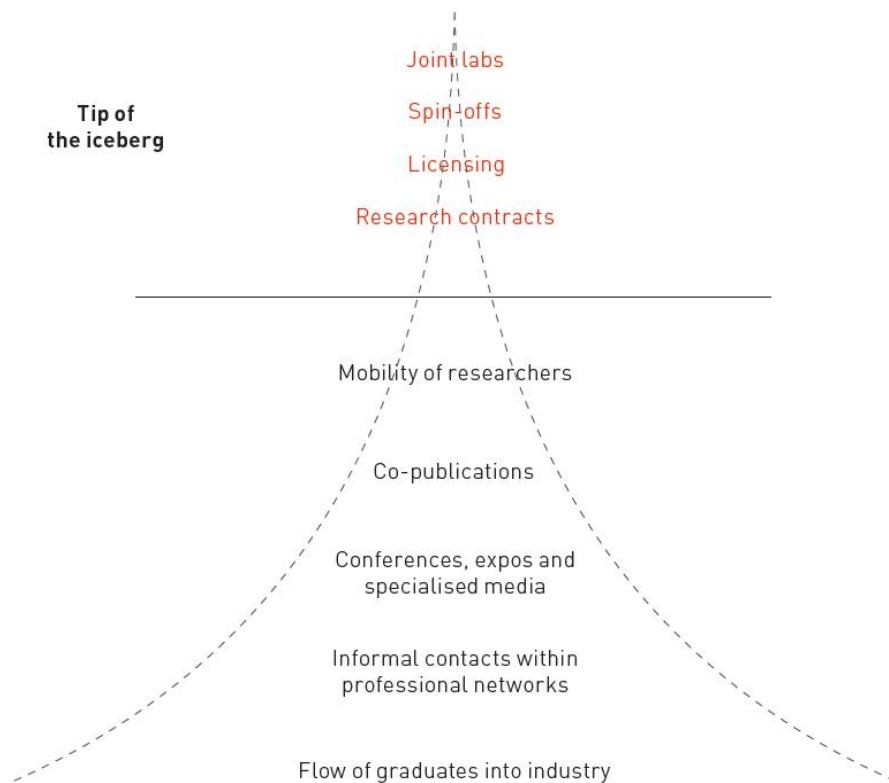 Joint labs
Tip of
the iceberg
Spin-offs
Licensing
Research contracts
Mobility of researchers
Co-publications
Conferences, expos and
specialised media
Informal contacts within
professional networks
Flow of graduates into industry